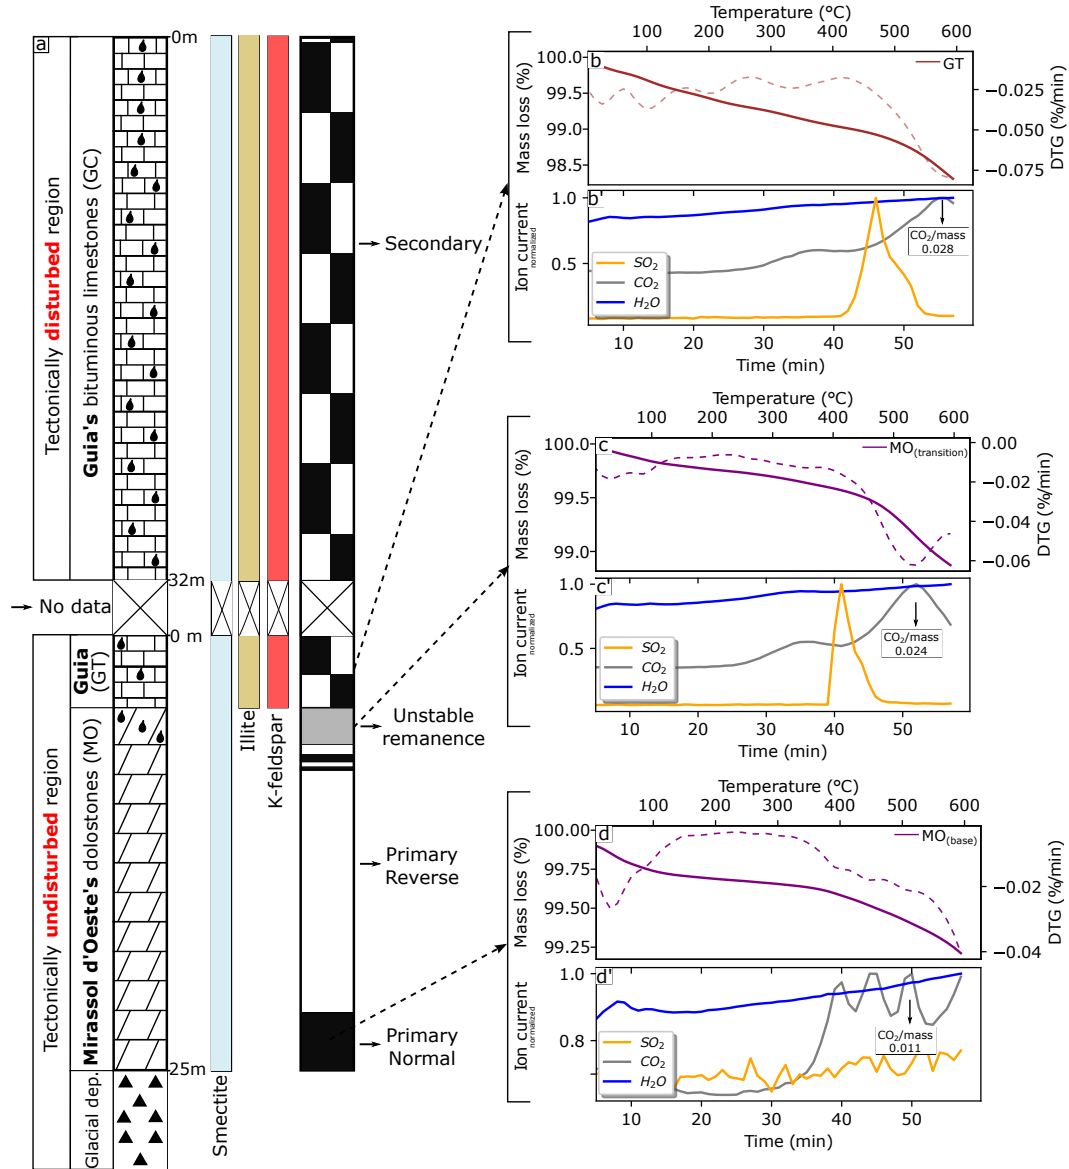 a
0m
Tectonically disturbed region
Guia's bituminous limestones (GC)
Secondary
32m
No data
0 m
Guia
(GT)
Tectonically undisturbed region
Mirassol d'Oeste's dolostones (MO)
Glacial dep.
25m
Smectite
Illite
K-feldspar
Unstable
remanence
Primary
Reverse
Primary
Normal
Temperature (°C)
100 200 300 400 500 600
b
GT
Mass loss (%)
100.0
99.5
99.0
98.5
DTG (%/min)
−0.025
−0.050
−0.075
b'
Ion current
normalized
1.0
0.5
SO2
CO2
H2O
CO2/mass
0.028
10 20 30 40 50
Time (min)
Temperature (°C)
100 200 300 400 500 600
c
MO(transition)
Mass loss (%)
100.0
99.5
99.0
DTG (%/min)
0.00
−0.02
−0.04
−0.06
c'
Ion current
normalized
1.0
0.5
SO2
CO2
H2O
CO2/mass
0.024
10 20 30 40 50
Time (min)
Temperature (°C)
100 200 300 400 500 600
d
MO(base)
Mass loss (%)
100.00
99.75
99.50
99.25
DTG (%/min)
−0.02
−0.04
d'
Ion current
normalized
1.0
0.8
SO2
CO2
H2O
CO2/mass
0.011
10 20 30 40 50
Time (min)